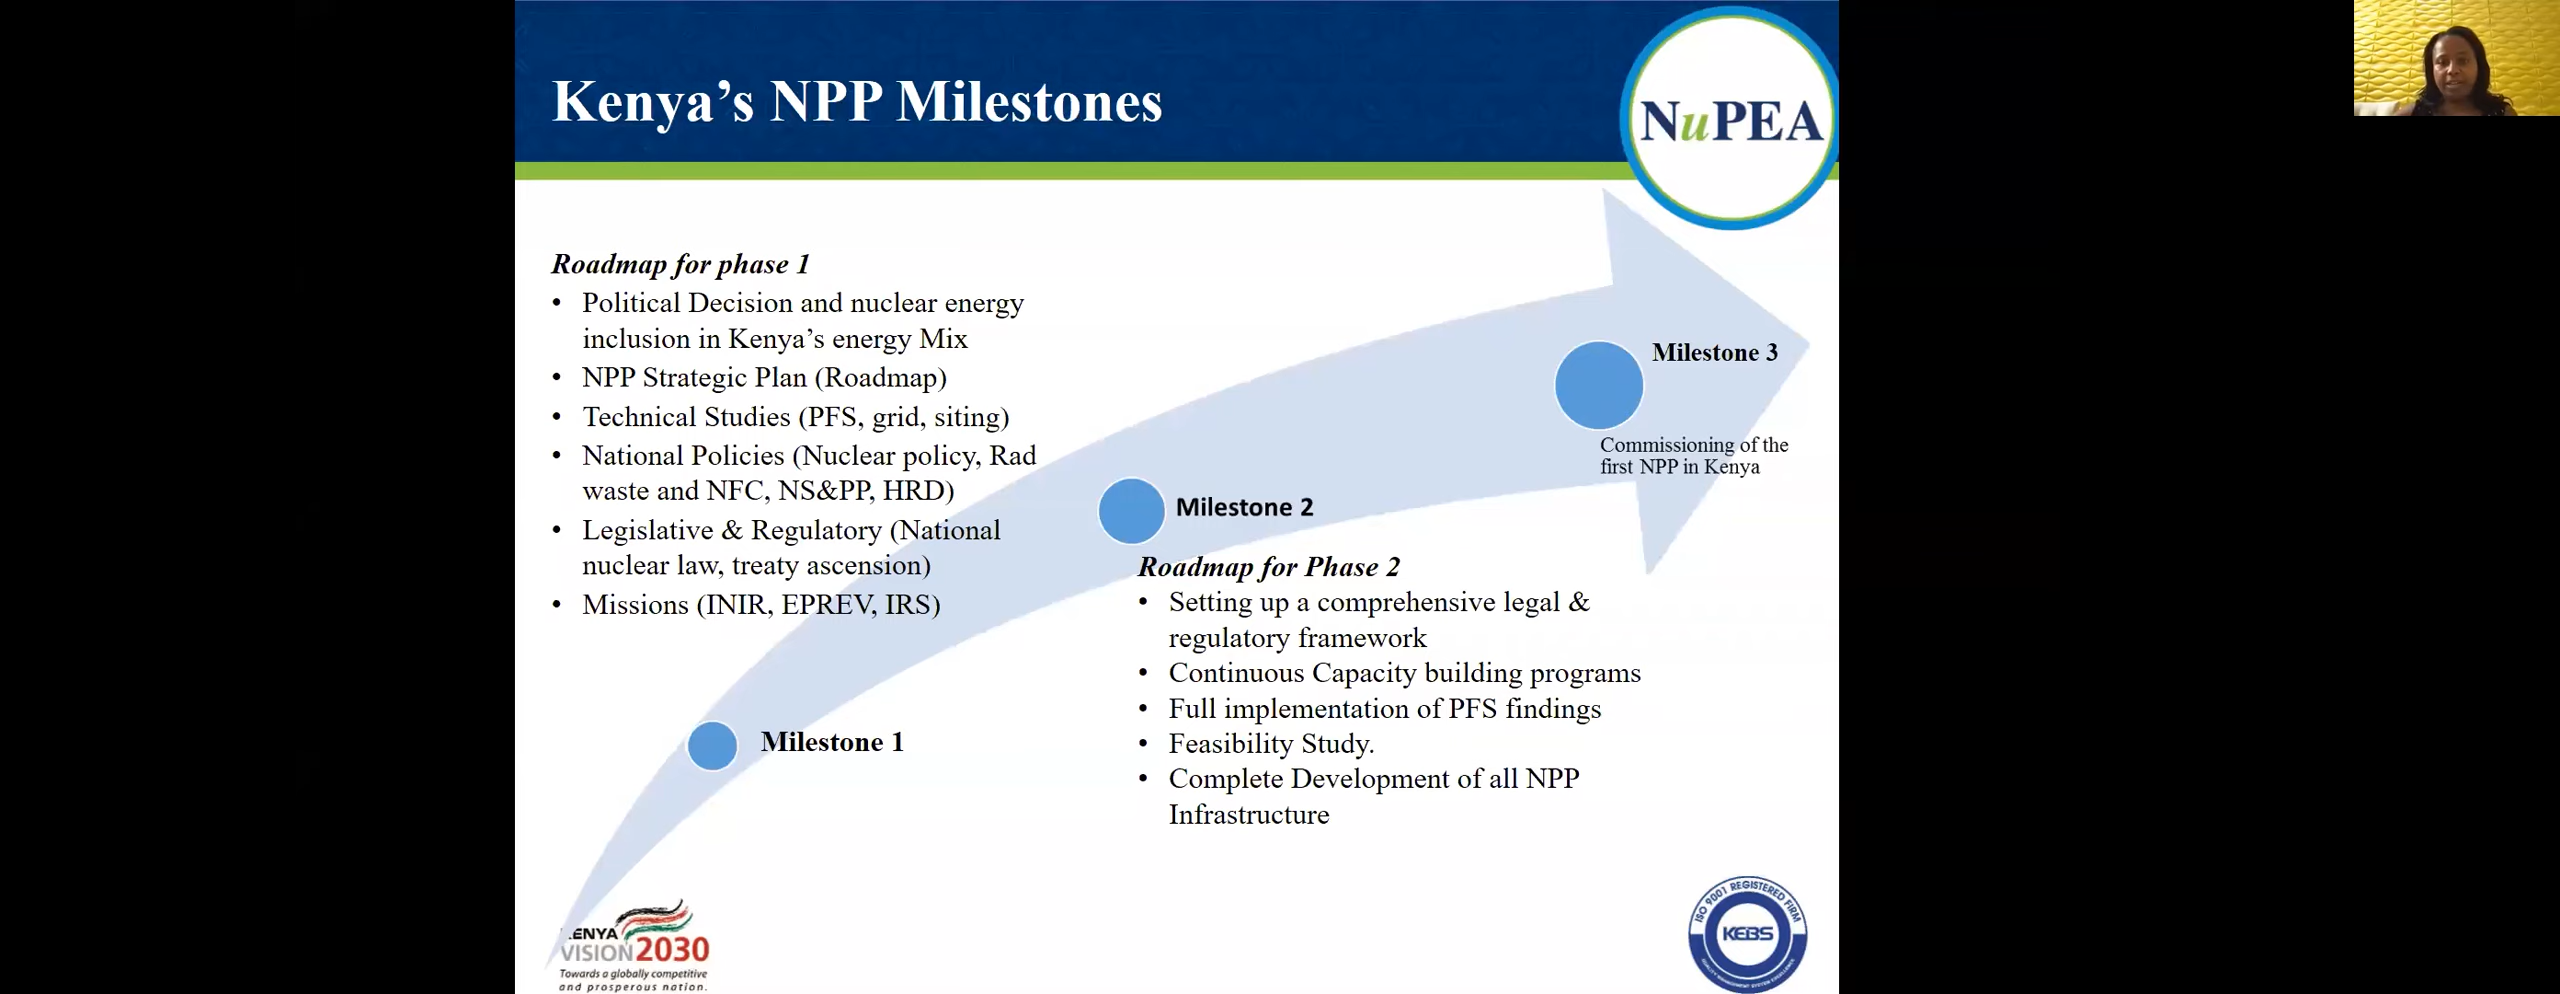 Kenya’s NPP Milestones
NuPEA
Roadmap for phase 1
• Political Decision and nuclear energy
inclusion in Kenya’s energy Mix
• NPP Strategic Plan (Roadmap)
• Technical Studies (PFS, grid, siting)
• National Policies (Nuclear policy, Rad
waste and NFC, NS&PP, HRD)
• Legislative & Regulatory (National
nuclear law, treaty ascension)
• Missions (INIR, EPREV, IRS)
Milestone 1
Milestone 2
Roadmap for Phase 2
• Setting up a comprehensive legal &
regulatory framework
• Continuous Capacity building programs
• Full implementation of PFS findings
• Feasibility Study.
• Complete Development of all NPP
Infrastructure
Milestone 3
Commissioning of the
first NPP in Kenya
KENYA
VISION 2030
Towards a globally competitive
and prosperous nation.
ISO 9001 REGISTERED FIRM
KEBS